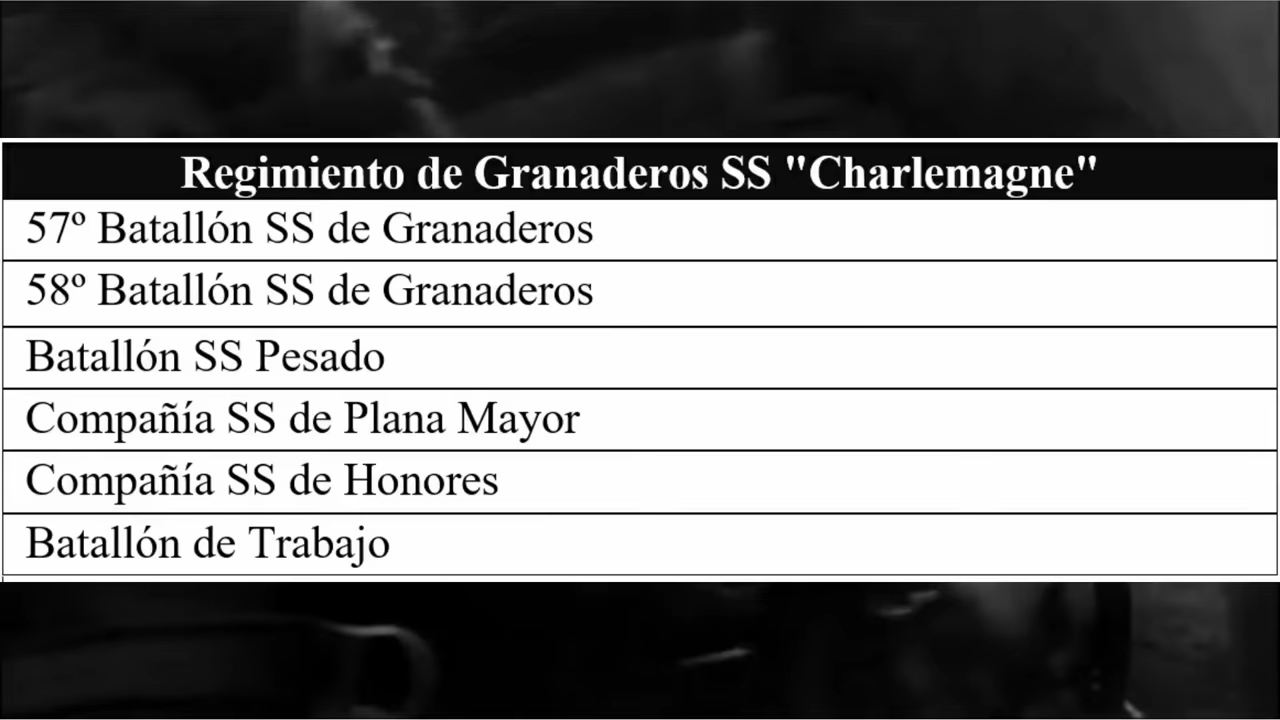 Regimiento de Granaderos SS "Charlemagne"
57º Batallón SS de Granaderos
58º Batallón SS de Granaderos
Batallón SS Pesado
Compañía SS de Plana Mayor
Compañía SS de Honores
Batallón de Trabajo